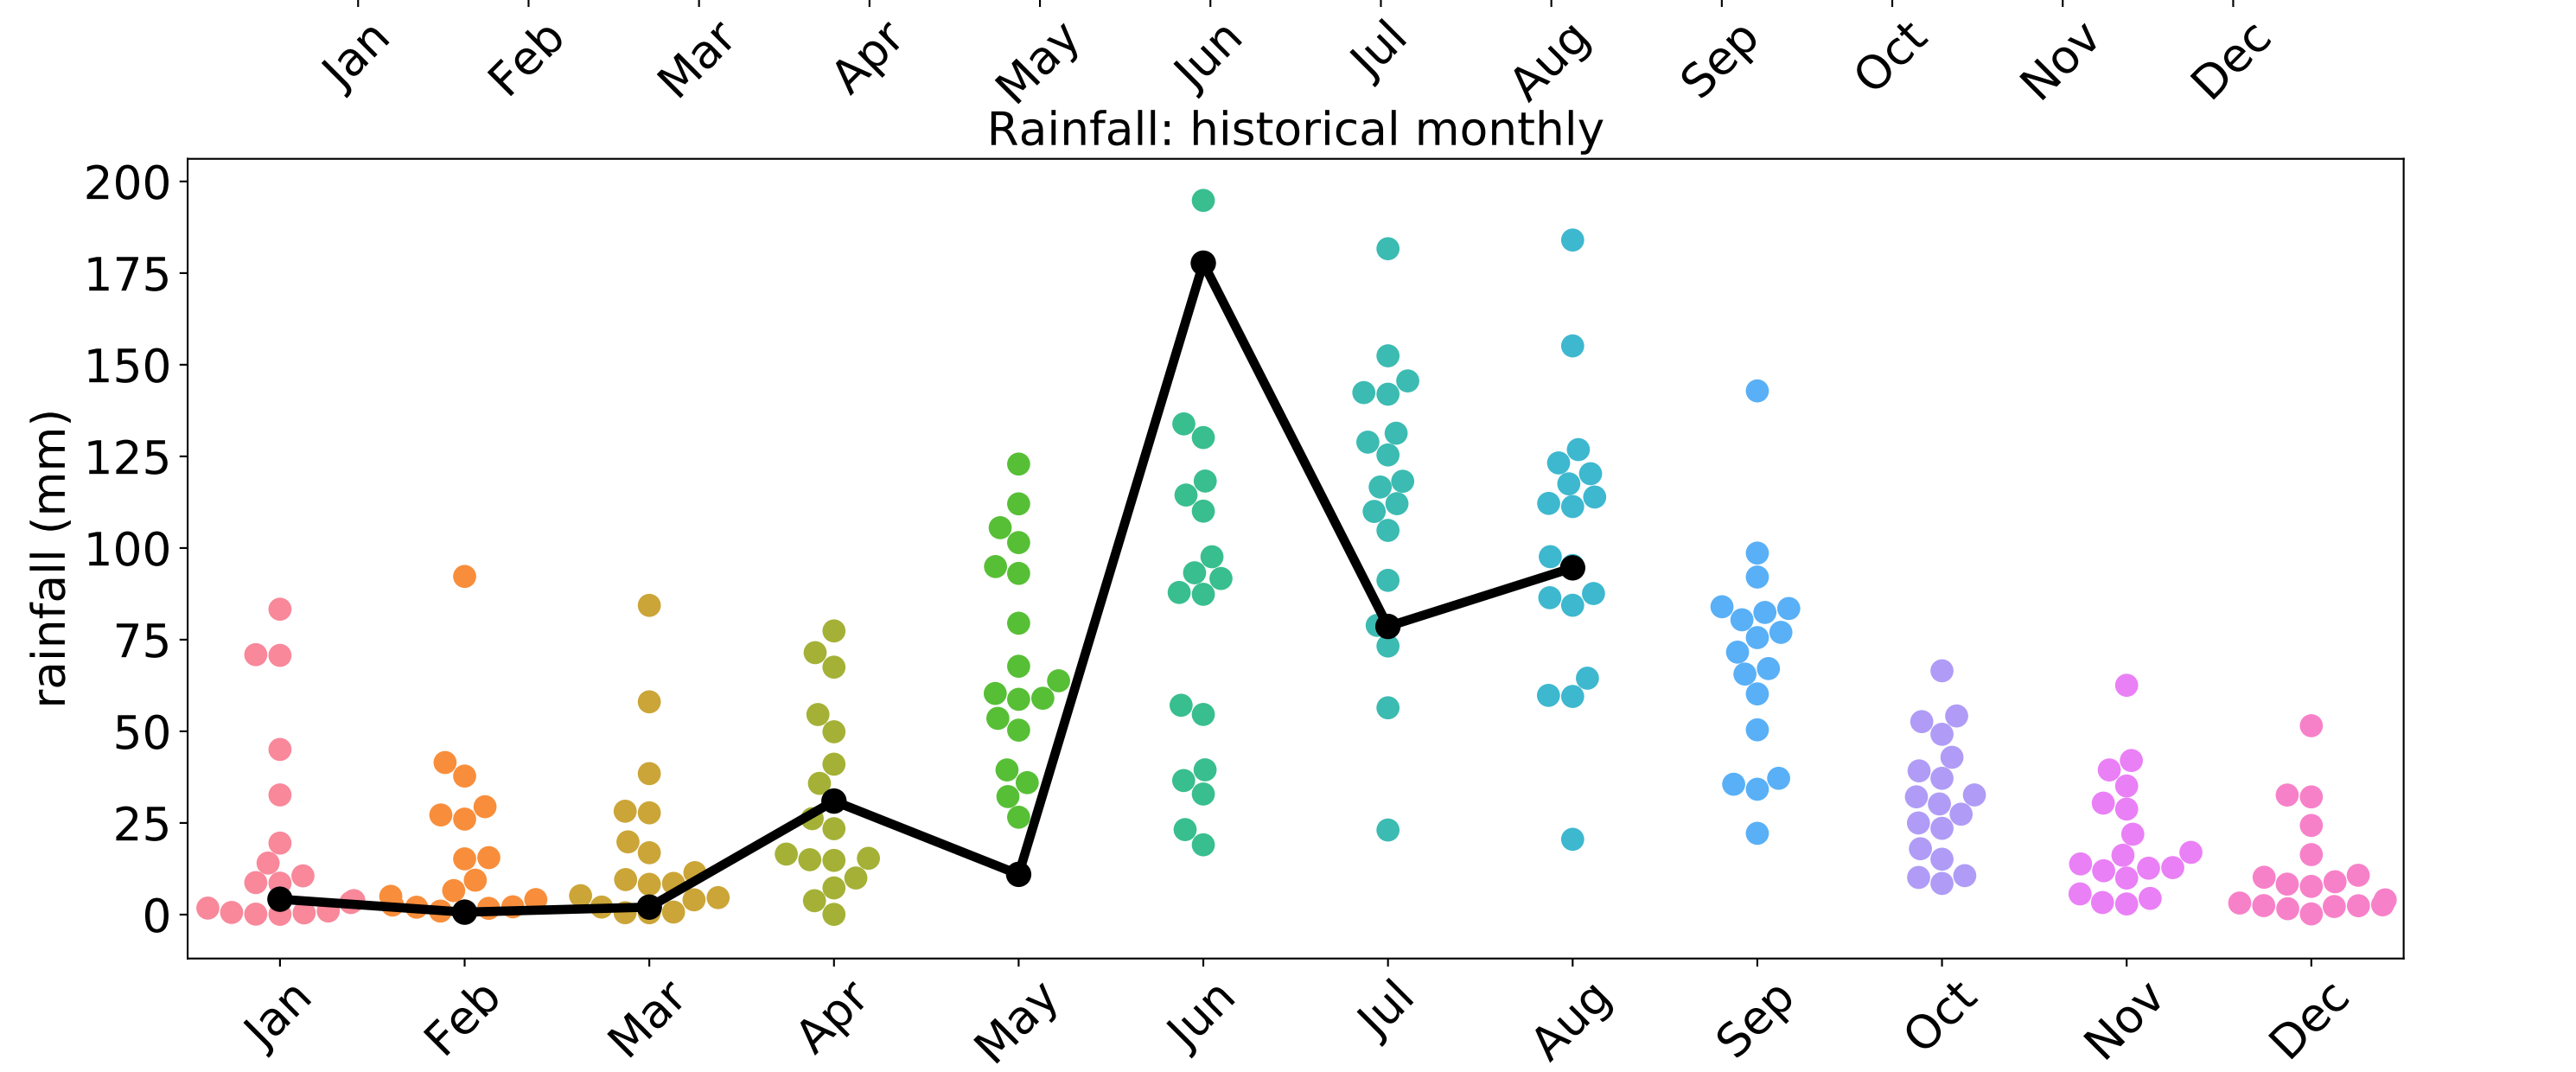 Jan Feb Mar Apr May Jun Jul Aug Sep Oct Nov Dec
Rainfall: historical monthly
rainfall (mm)
200
175
150
125
100
75
50
25
0
Jan Feb Mar Apr May Jun Jul Aug Sep Oct Nov Dec